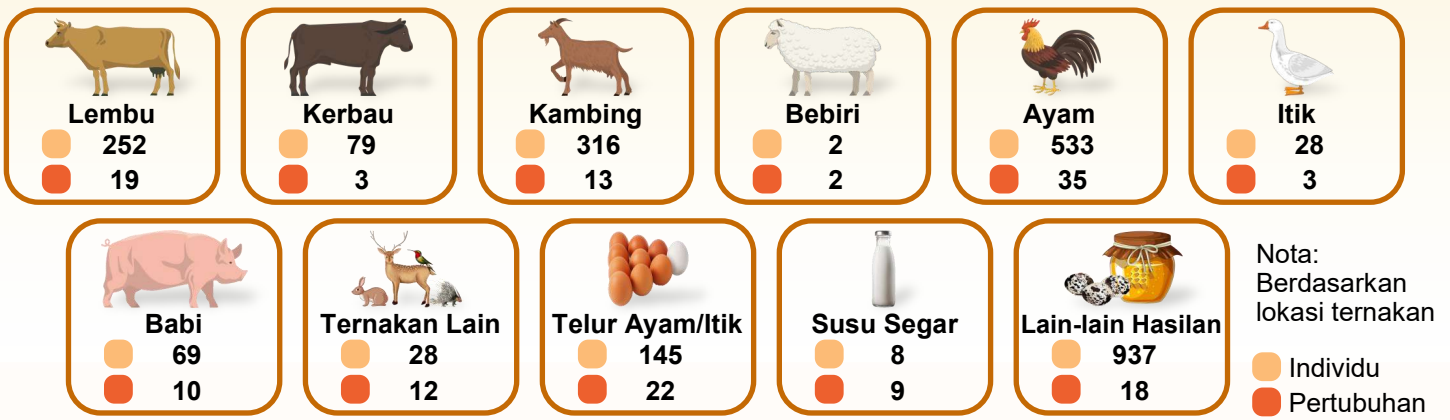 Lembu
252
19
Kerbau
79
3
Kambing
316
13
Bebiri
2
2
Ayam
533
35
Itik
28
3
Babi
69
10
Ternakan Lain
28
12
Telur Ayam/Itik
145
22
Susu Segar
8
9
Lain-lain Hasilan
937
18
Nota:
Berdasarkan
lokasi ternakan
Individu
Pertubuhan